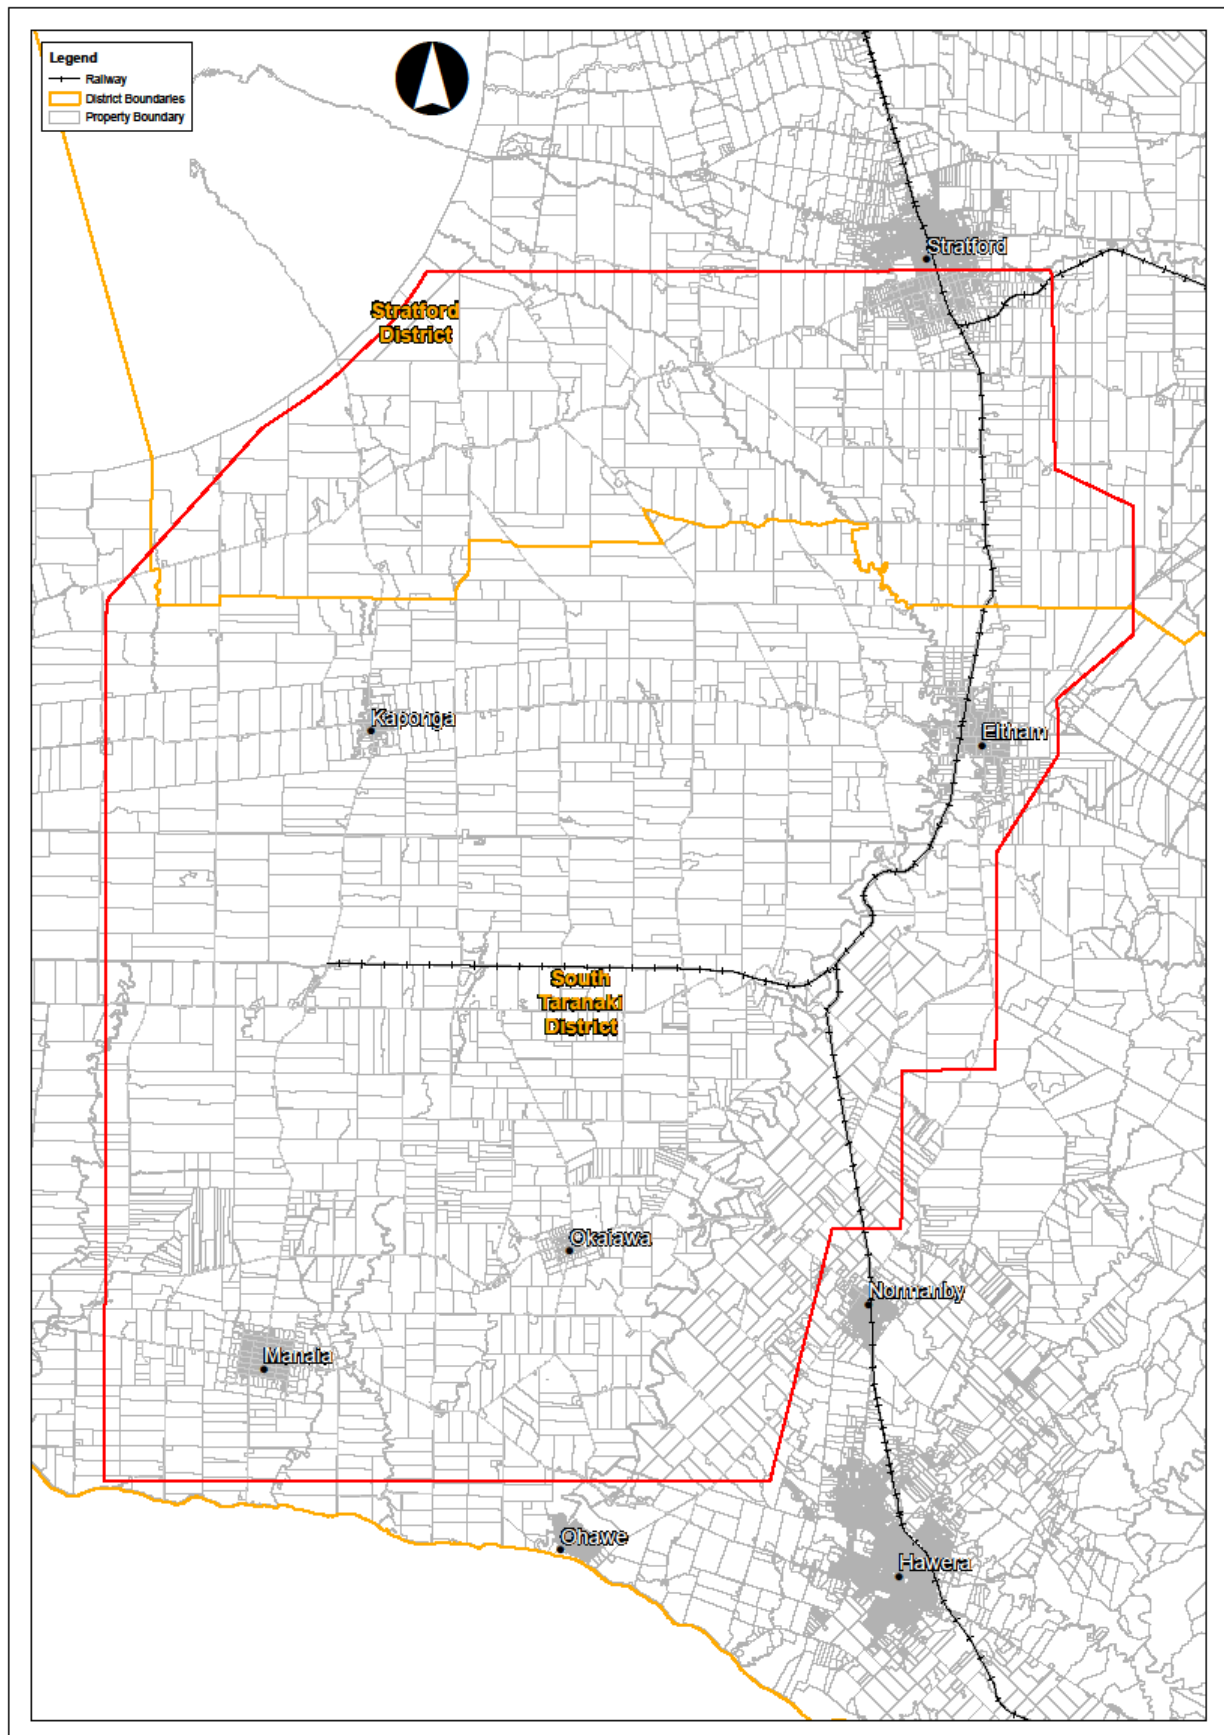 Legend
Railway
District Boundaries
Property Boundary
Stratford
Stratford
District
Kaponga
Eltham
South
Taranaki
District
Okaiawa
Normanby
Manaia
Ohawe
Hawera